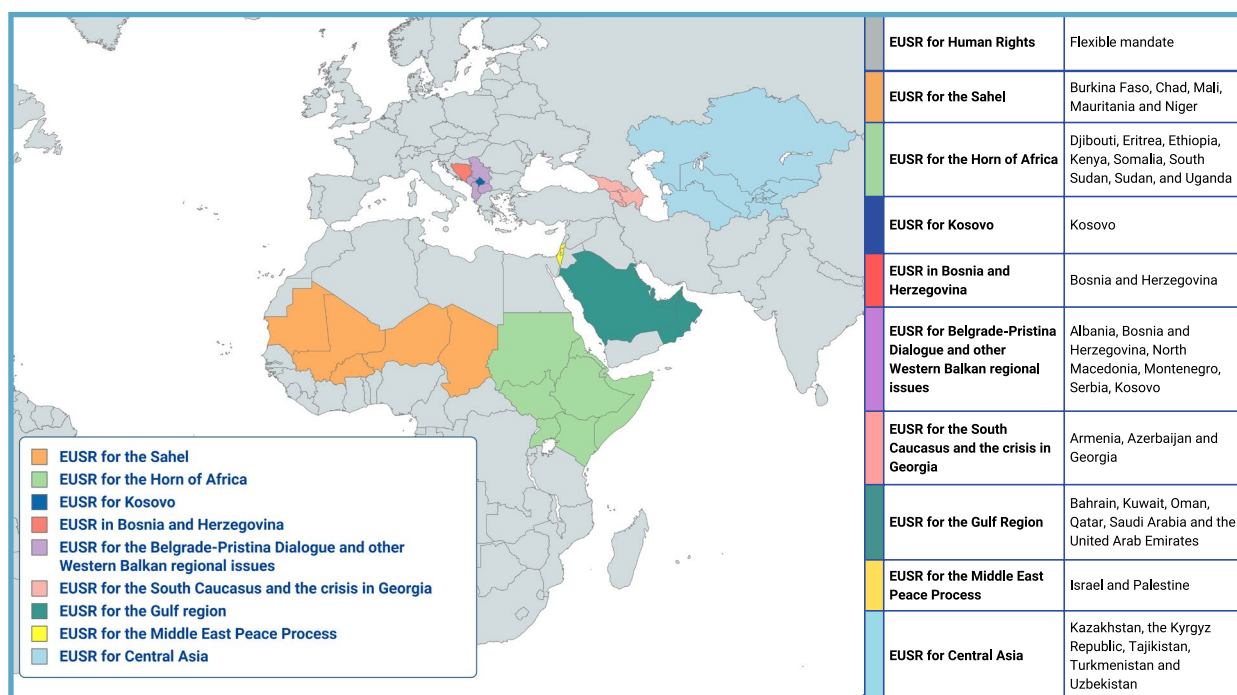 EUSR for the Sahel
EUSR for the Horn of Africa
EUSR for Kosovo
EUSR in Bosnia and Herzegovina
EUSR for the Belgrade-Pristina Dialogue and other
Western Balkan regional issues
EUSR for the South Caucasus and the crisis in Georgia
EUSR for the Gulf region
EUSR for the Middle East Peace Process
EUSR for Central Asia
EUSR for Human Rights
Flexible mandate
EUSR for the Sahel
Burkina Faso, Chad, Mali,
Mauritania and Niger
EUSR for the Horn of Africa
Djibouti, Eritrea, Ethiopia,
Kenya, Somalia, South
Sudan, Sudan, and Uganda
EUSR for Kosovo
Kosovo
EUSR in Bosnia and
Herzegovina
Bosnia and Herzegovina
EUSR for Belgrade-Pristina
Dialogue and other
Western Balkan regional
issues
Albania, Bosnia and
Herzegovina, North
Macedonia, Montenegro,
Serbia, Kosovo
EUSR for the South
Caucasus and the crisis in
Georgia
Armenia, Azerbaijan and
Georgia
EUSR for the Gulf Region
Bahrain, Kuwait, Oman,
Qatar, Saudi Arabia and the
United Arab Emirates
EUSR for the Middle East
Peace Process
Israel and Palestine
EUSR for Central Asia
Kazakhstan, the Kyrgyz
Republic, Tajikistan,
Turkmenistan and
Uzbekistan